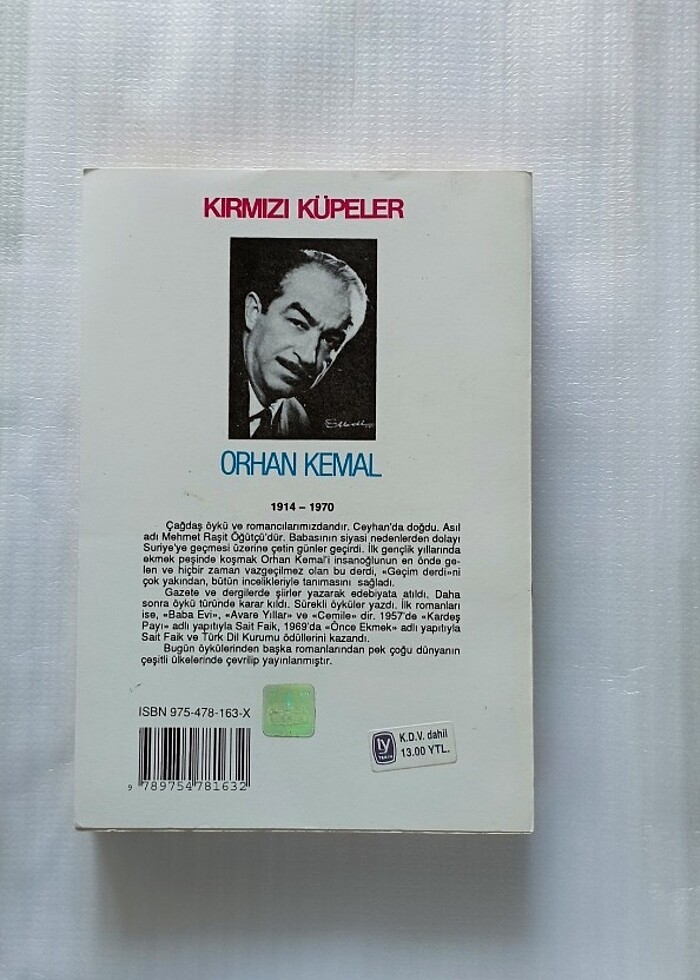 KIRMIZI KÜPELER
ORHAN KEMAL
1914 – 1970
Çağdaş öykü ve romancılarımızdandır. Ceyhan'da doğdu. Asıl
adı Mehmet Raşit Öğütçü'dür. Babasının siyasi nedenlerden dolayı
Suriye'ye geçmesi üzerine çetin günler geçirdi. İlk gençlik yıllarında
ekmek peşinde koşmak Orhan Kemal'i insanoğlunun en önde ge-
len ve hiçbir zaman vazgeçilmez olan bu derdi, «Geçim derdi»ni
çok yakından, bütün incelikleriyle tanımasını sağladı.
Gazete ve dergilerde şiirler yazarak edebiyata atıldı. Daha
sonra öykü türünde karar kıldı. Sürekli öyküler yazdı. İlk romanları
ise, «Baba Evi», «Avare Yıllar» ve «Cemile» dir. 1957'de «Kardeş
Payı» adlı yapıtıyla Sait Faik, 1969'da «Önce Ekmek» adlı yapıtıyla
Sait Faik ve Türk Dil Kurumu ödüllerini kazandı.
Bugün öykülerinden başka romanlarından pek çoğu dünyanın
çeşitli ülkelerinde çevrilip yayınlanmıştır.
ISBN 975-478-163-X
9 789754 781632
ty
TEKİN
K.D.V. dahil
13.00 YTL.